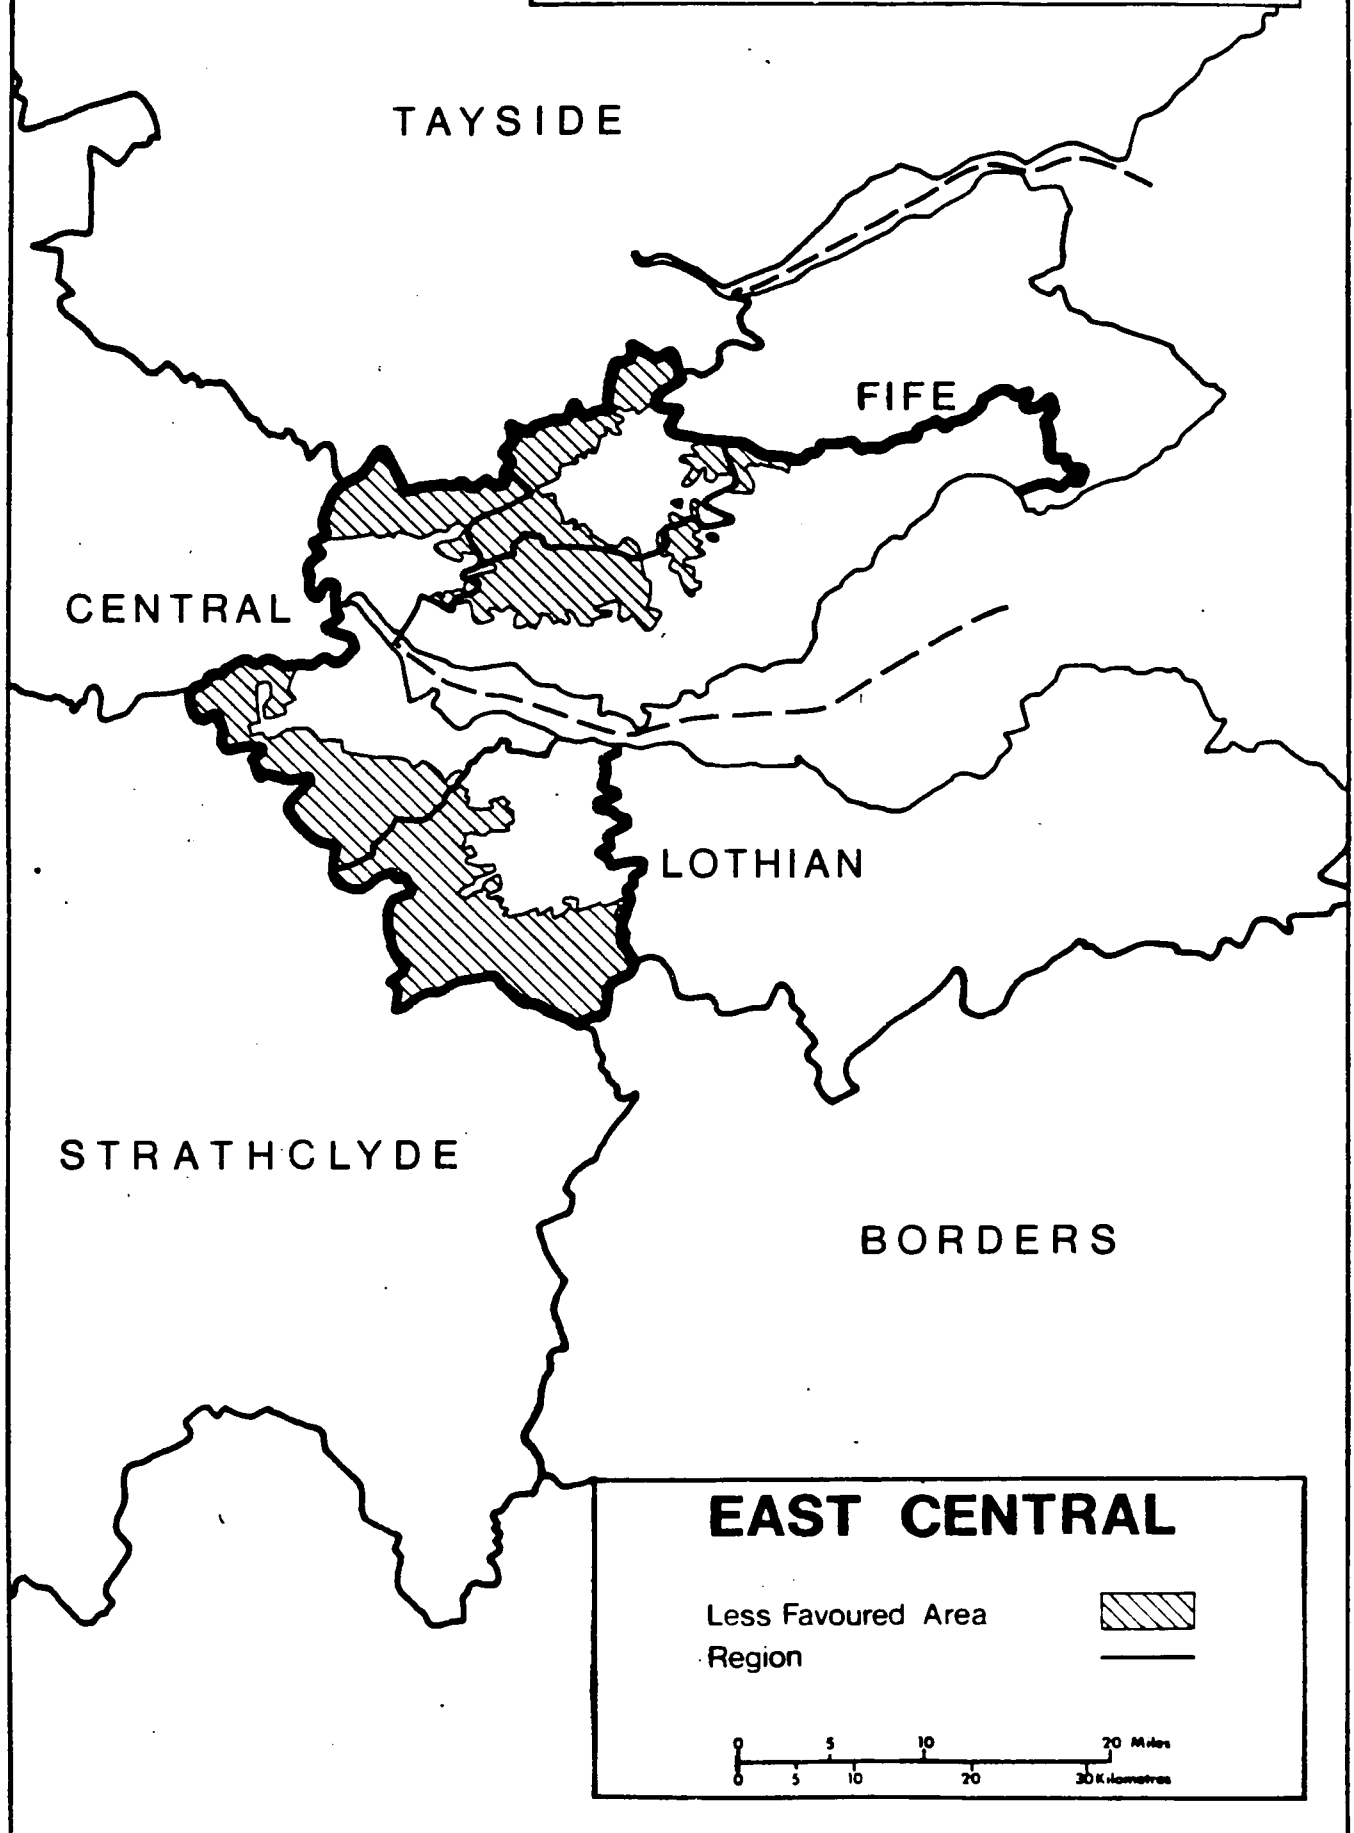 TAYSIDE
FIFE
CENTRAL
LOTHIAN
STRATHCLYDE
BORDERS
EAST CENTRAL
Less Favoured Area
Region
0 5 10 20 Miles
0 5 10 20 30 Kilometres